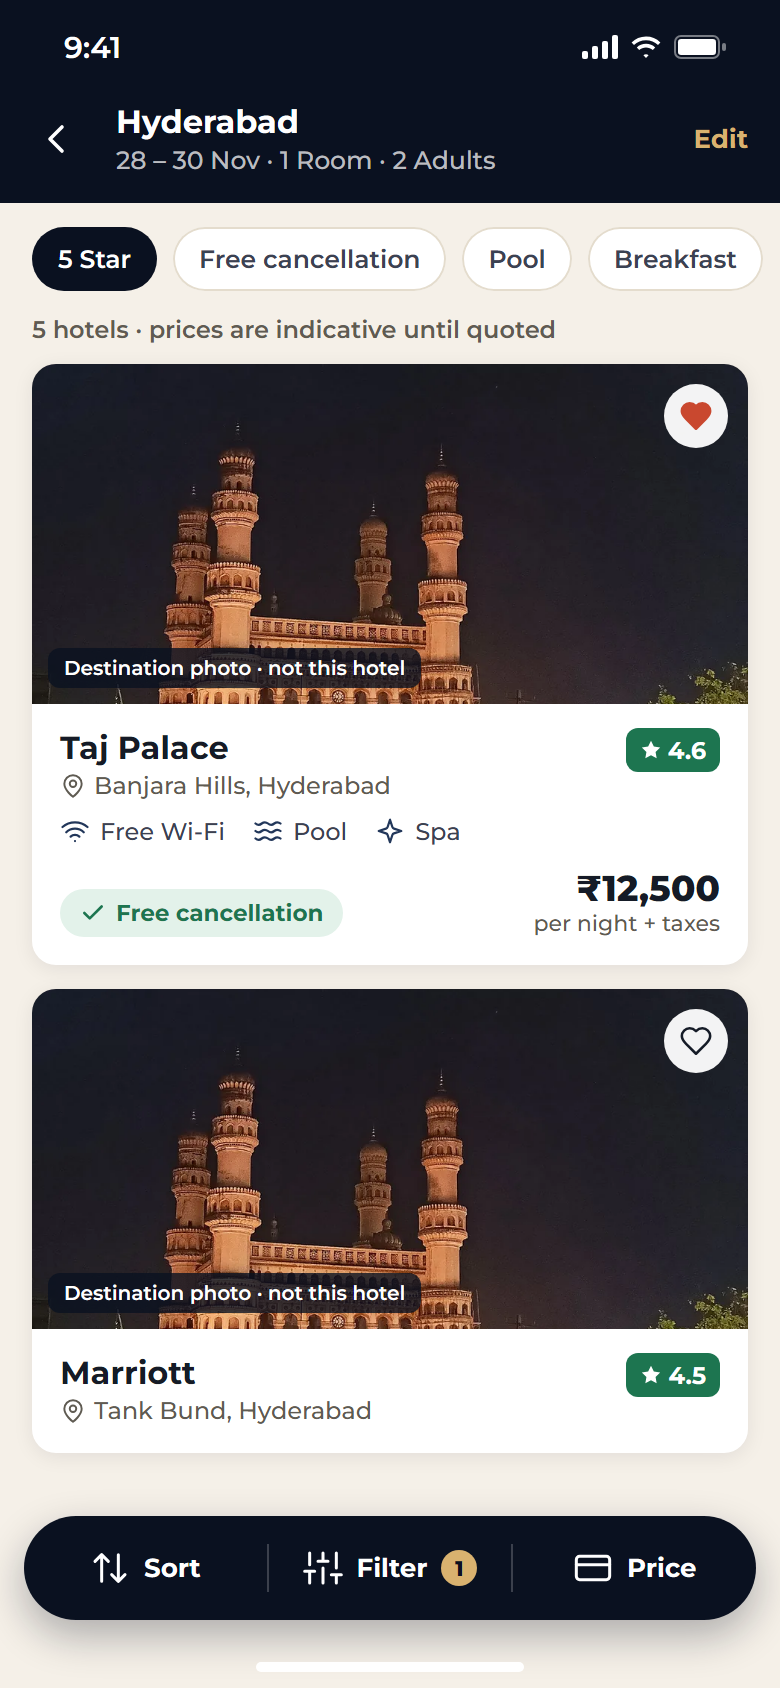 9:41
Hyderabad
28 – 30 Nov · 1 Room · 2 Adults
Edit
5 Star
Free cancellation
Pool
Breakfast
5 hotels · prices are indicative until quoted
Destination photo · not this hotel
Taj Palace
4.6
Banjara Hills, Hyderabad
Free Wi-Fi
Pool
Spa
Free cancellation
₹12,500
per night + taxes
Destination photo · not this hotel
Marriott
4.5
Tank Bund, Hyderabad
Sort
Filter
1
Price